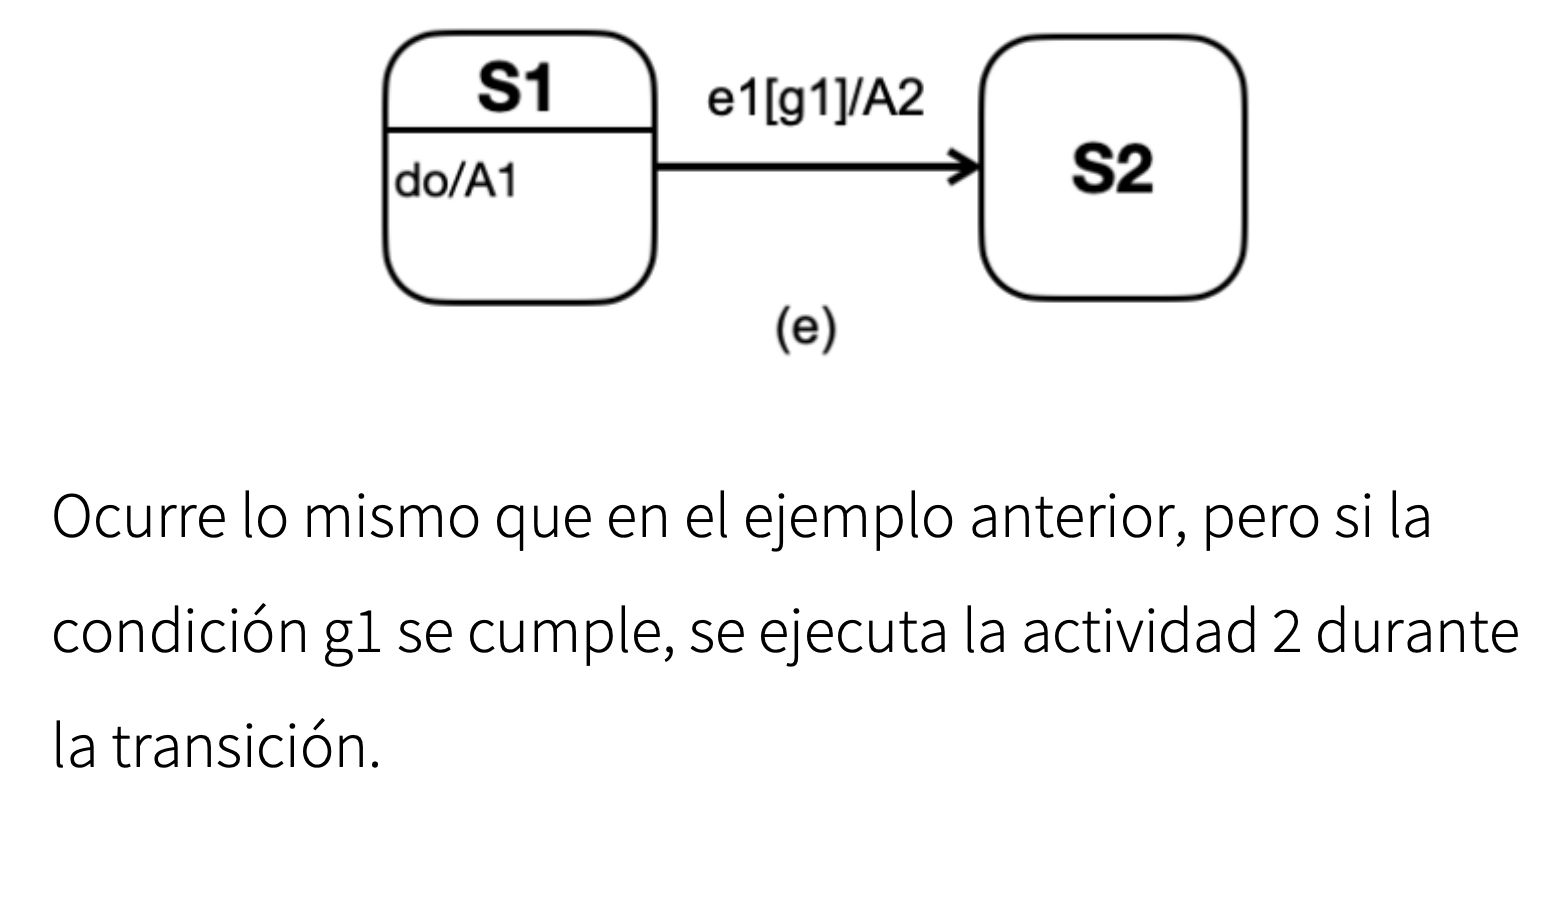 S1
e1[g1]/A2
do/A1
S2
(e)
Ocurre lo mismo que en el ejemplo anterior, pero si la
condición g1 se cumple, se ejecuta la actividad 2 durante
la transición.